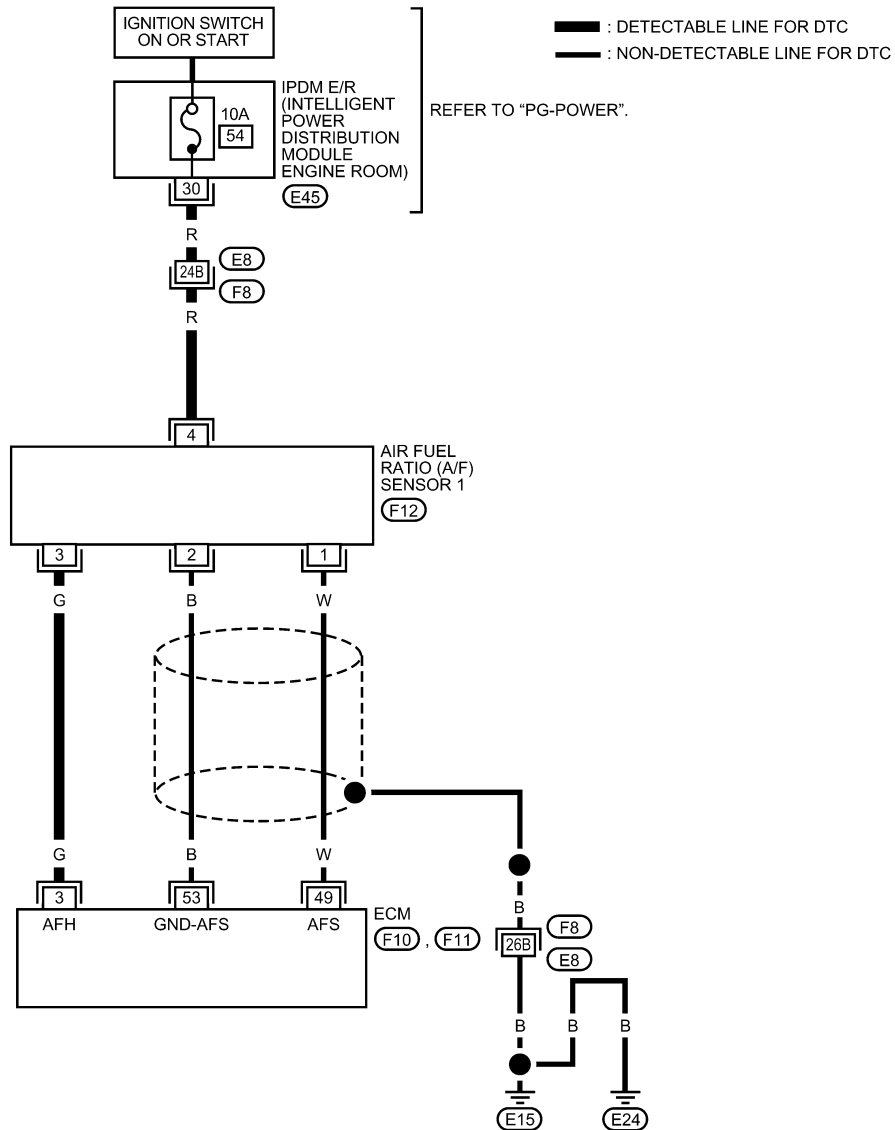 IGNITION SWITCH
ON OR START
: DETECTABLE LINE FOR DTC
: NON-DETECTABLE LINE FOR DTC
10A
54
IPDM E/R
(INTELLIGENT
POWER
DISTRIBUTION
MODULE
ENGINE ROOM)
E45
REFER TO “PG-POWER”.
30
R
24B
E8
F8
R
4
AIR FUEL
RATIO (A/F)
SENSOR 1
F12
3 2 1
G B W
G B W
3 53 49
AFH GND-AFS AFS
ECM
F10 , F11
B
26B
F8
E8
B B B
E15 E24